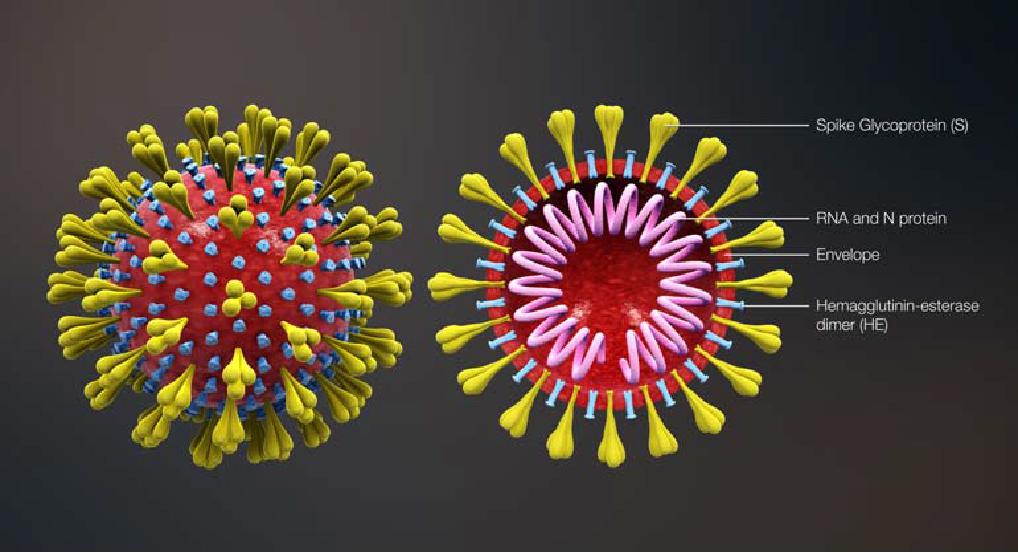 Spike Glycoprotein (S)
RNA and N protein
Envelope
Hemagglutinin-esterase
dimer (HE)